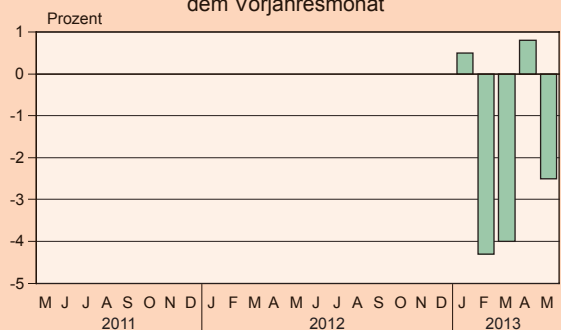 dem Vorjahresmonat
Prozent
1
0
-1
-2
-3
-4
-5
M J J A S O N D J F M A M J J A S O N D J F M A M
2011 2012 2013